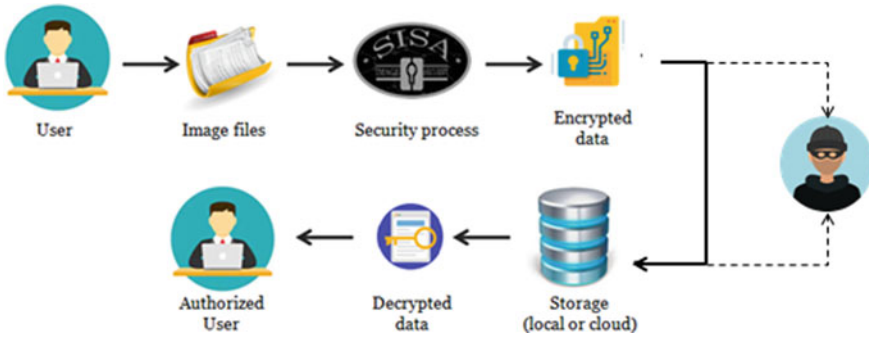 SISA
User
Image files
Security process
Encrypted
data
Authorized
User
Decrypted
data
Storage
(local or cloud)